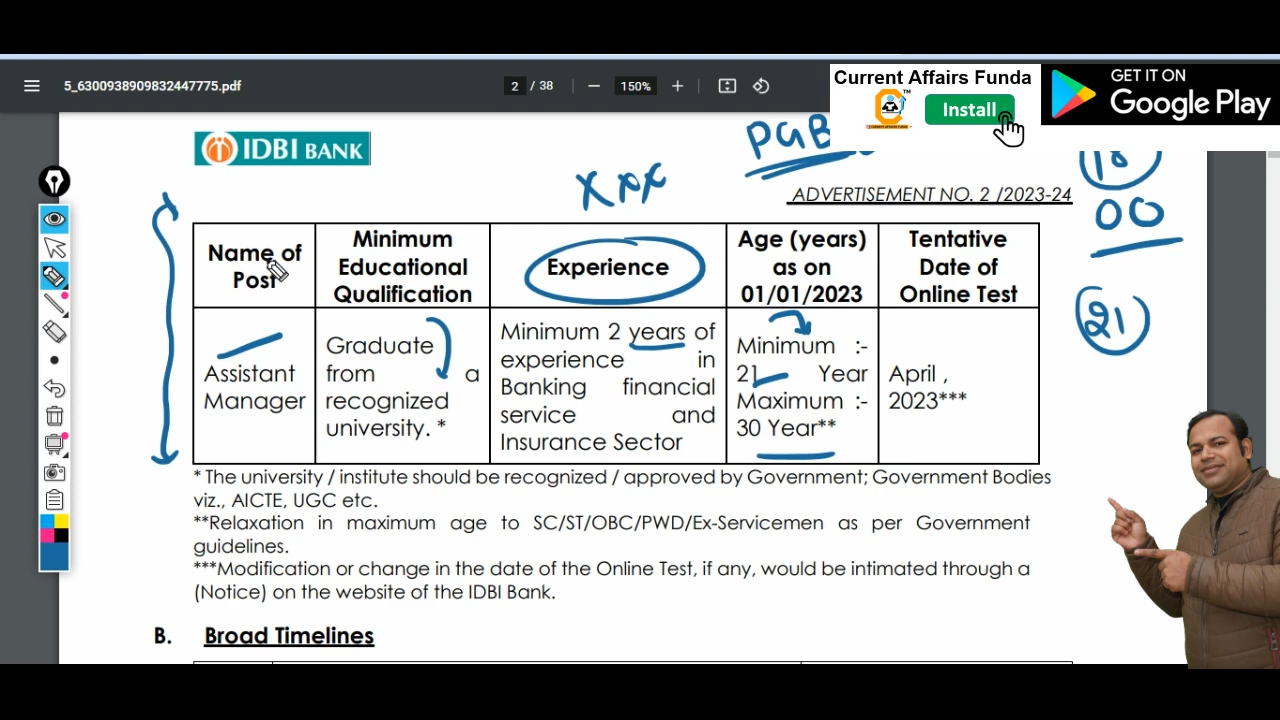 5_6300938909832447775.pdf
2 / 38
150%
Current Affairs Funda
Install
GET IT ON
Google Play
IDBI BANK
PGB
18
XXX
ADVERTISEMENT NO. 2 /2023-24
00
Name of Post
Minimum Educational Qualification
Experience
Age (years) as on 01/01/2023
Tentative Date of Online Test
21
Assistant Manager
Graduate from a recognized university. *
Minimum 2 years of experience in Banking financial service and Insurance Sector
Minimum :- 21 Year Maximum :- 30 Year**
April , 2023***
* The university / institute should be recognized / approved by Government; Government Bodies
viz., AICTE, UGC etc.
**Relaxation in maximum age to SC/ST/OBC/PWD/Ex-Servicemen as per Government
guidelines.
***Modification or change in the date of the Online Test, if any, would be intimated through a
(Notice) on the website of the IDBI Bank.
B. Broad Timelines